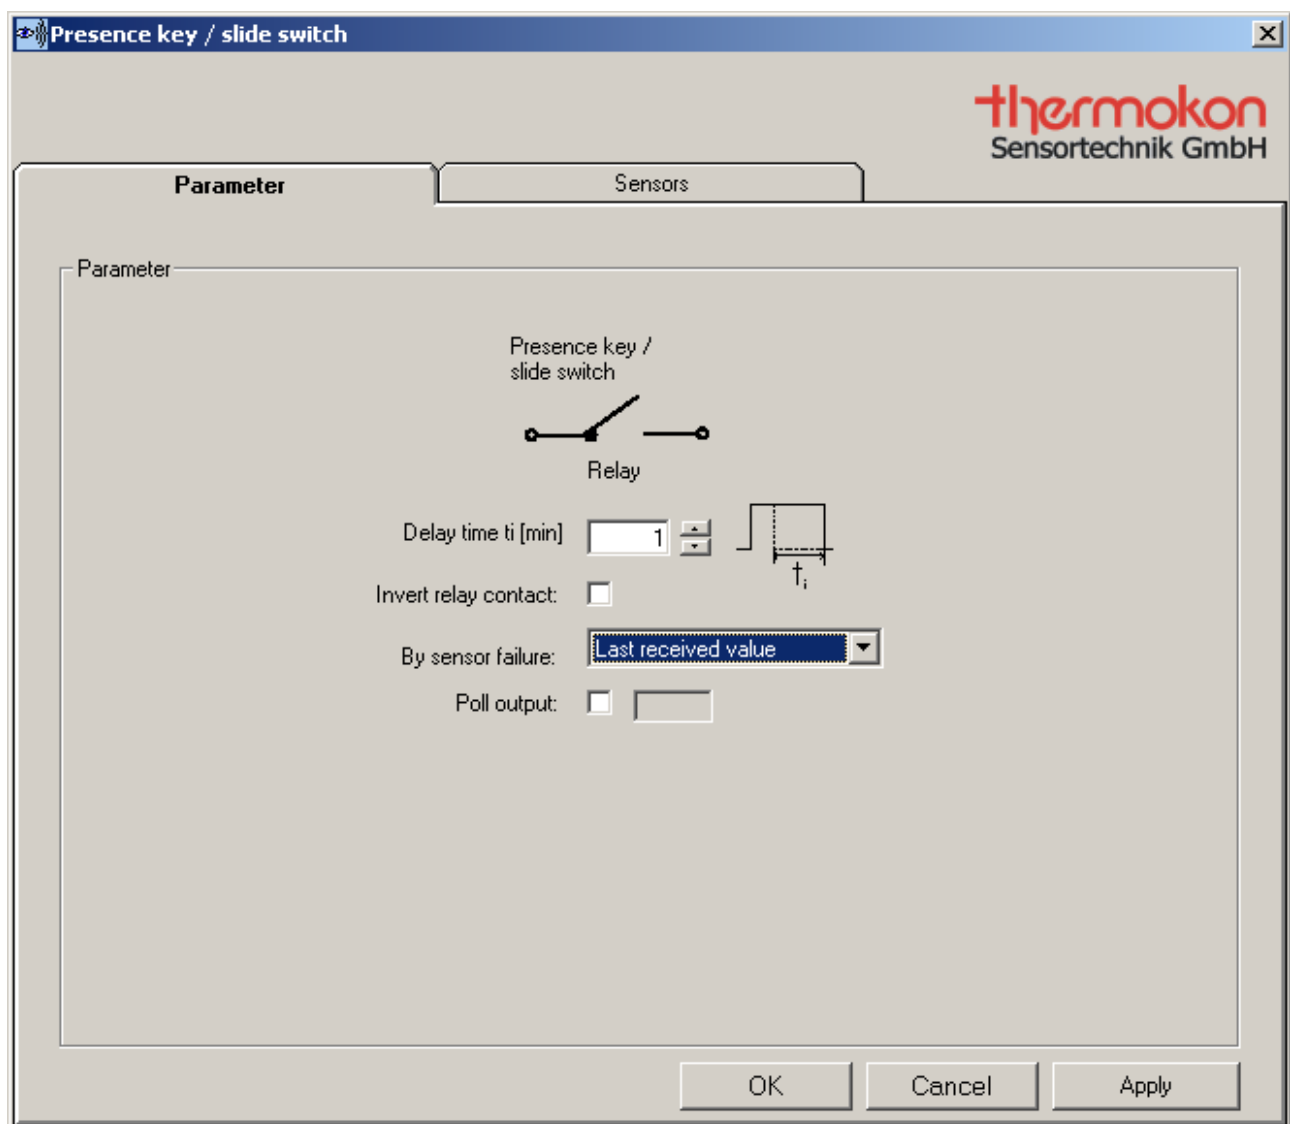 Presence key / slide switch
thermokon
Sensortechnik GmbH
Parameter
Sensors
Parameter
Presence key /
slide switch
Relay
Delay time ti [min]
1
ti
Invert relay contact:
By sensor failure:
Last received value
Poll output:
OK
Cancel
Apply